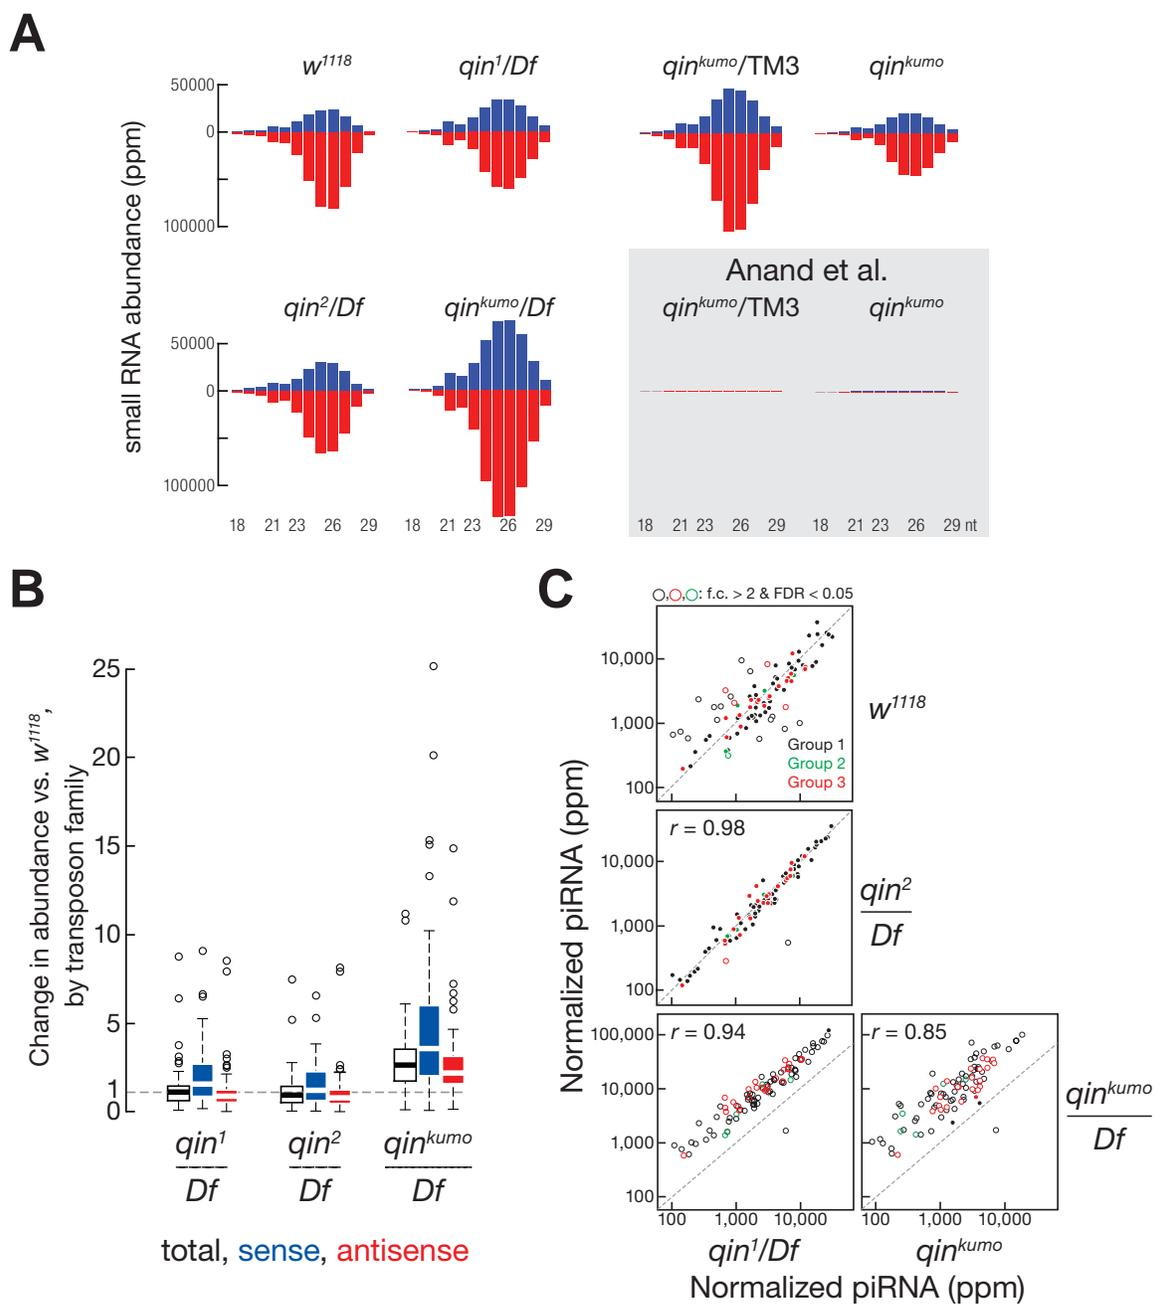 A
w1118
qin1/Df
qinkumo/TM3
qinkumo
small RNA abundance (ppm)
50000
0
100000
Anand et al.
qin2/Df
qinkumo/Df
qinkumo/TM3
qinkumo
50000
0
100000
18 21 23 26 29
18 21 23 26 29
18 21 23 26 29
18 21 23 26 29 nt
B
Change in abundance vs. w1118,
by transposon family
25
20
15
10
5
1
0
qin1
Df
qin2
Df
qinkumo
Df
total, sense, antisense
C
: f.c. > 2 & FDR < 0.05
Normalized piRNA (ppm)
10,000
1,000
100
Group 1
Group 2
Group 3
w1118
r = 0.98
10,000
1,000
100
qin2
Df
r = 0.94
100,000
10,000
1,000
100
r = 0.85
qinkumo
Df
100 1,000 10,000
100 1,000 10,000
qin1/Df
qinkumo
Normalized piRNA (ppm)